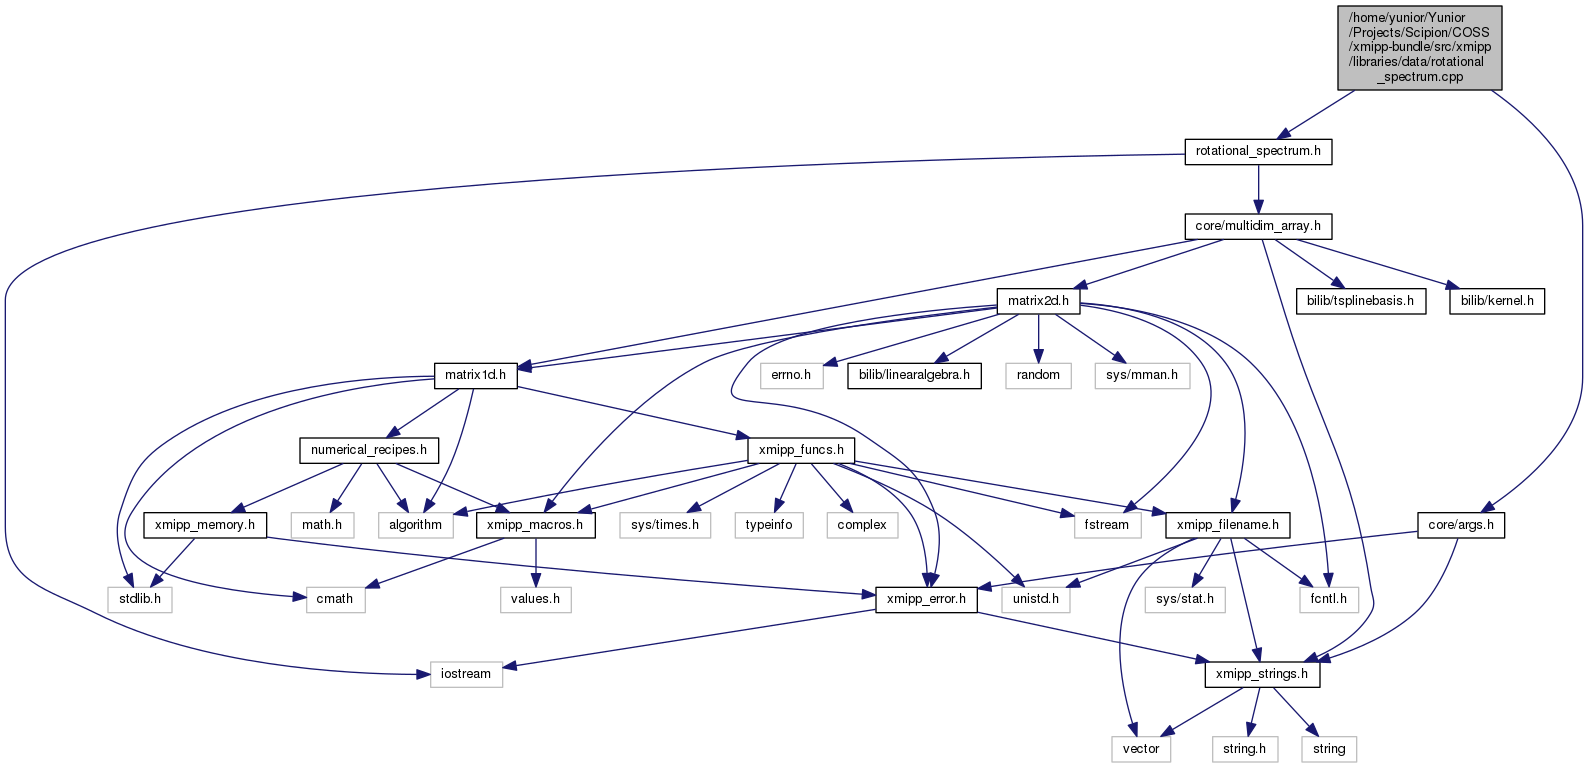 /home/yunior/Yunior
/Projects/Scipion/COSS
/xmipp-bundle/src/xmipp
/libraries/data/rotational
_spectrum.cpp
rotational_spectrum.h
core/multidim_array.h
matrix2d.h
bilib/tsplinebasis.h
bilib/kernel.h
matrix1d.h
errno.h
bilib/linearalgebra.h
random
sys/mman.h
numerical_recipes.h
xmipp_funcs.h
xmipp_memory.h
math.h
algorithm
xmipp_macros.h
sys/times.h
typeinfo
complex
fstream
xmipp_filename.h
core/args.h
stdlib.h
cmath
values.h
xmipp_error.h
unistd.h
sys/stat.h
fcntl.h
iostream
xmipp_strings.h
vector
string.h
string